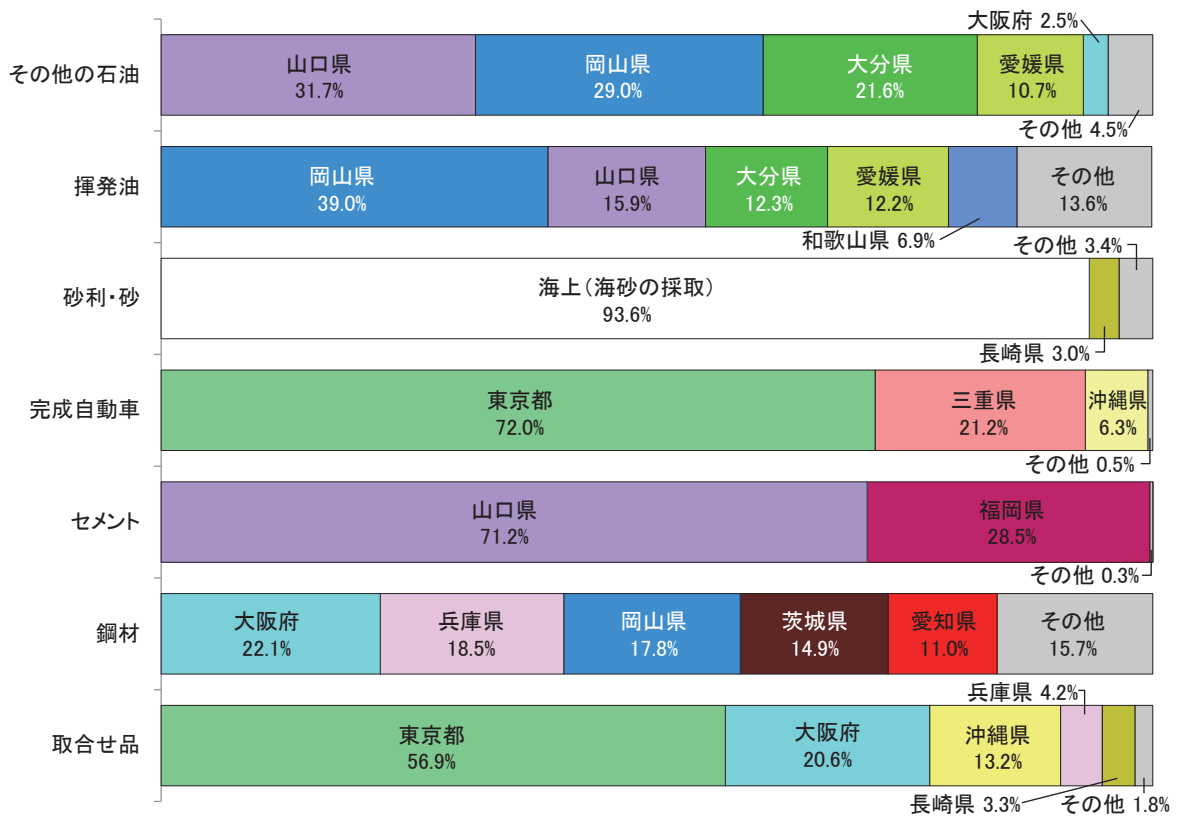 大阪府 2.5%
その他の石油
山口県
31.7%
岡山県
29.0%
大分県
21.6%
愛媛県
10.7%
その他 4.5%
揮発油
岡山県
39.0%
山口県
15.9%
大分県
12.3%
愛媛県
12.2%
その他
13.6%
和歌山県 6.9%
その他 3.4%
砂利・砂
海上(海砂の採取)
93.6%
長崎県 3.0%
完成自動車
東京都
72.0%
三重県
21.2%
沖縄県
6.3%
その他 0.5%
セメント
山口県
71.2%
福岡県
28.5%
その他 0.3%
鋼材
大阪府
22.1%
兵庫県
18.5%
岡山県
17.8%
茨城県
14.9%
愛知県
11.0%
その他
15.7%
兵庫県 4.2%
取合せ品
東京都
56.9%
大阪府
20.6%
沖縄県
13.2%
長崎県 3.3%
その他 1.8%